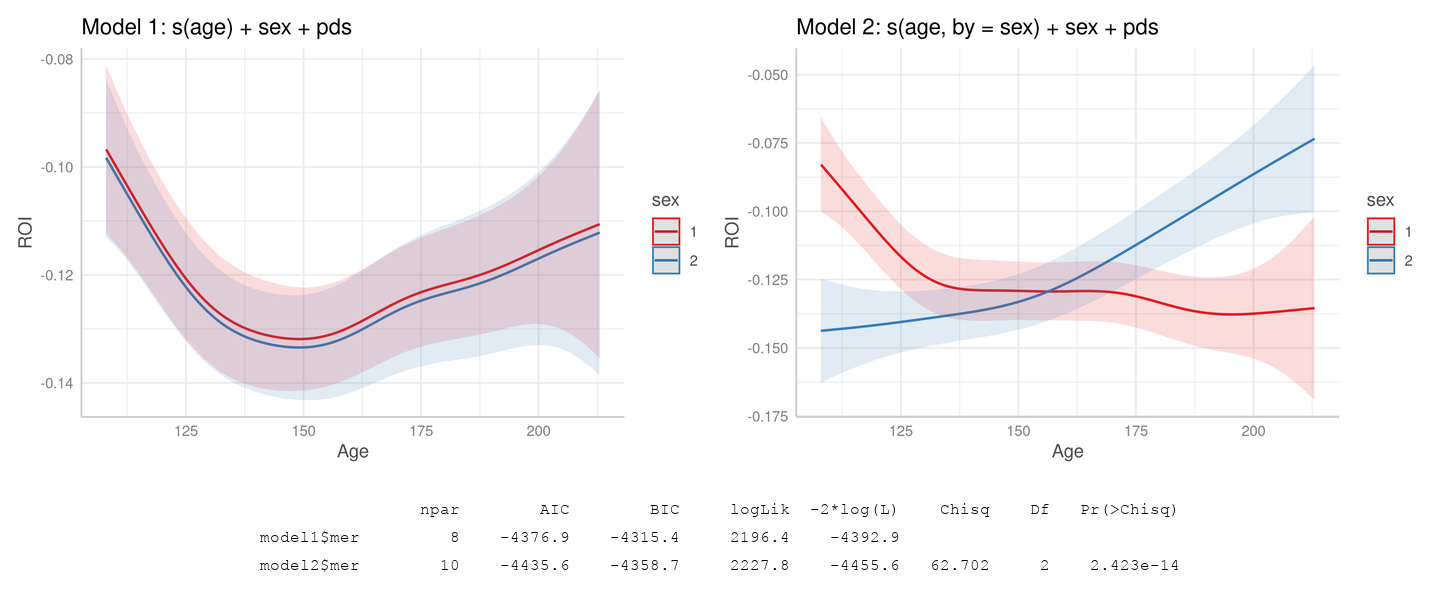 Model 1: s(age) + sex + pds
-0.08
-0.10
-0.12
-0.14
ROI
125 150 175 200
Age
sex
1
2
Model 2: s(age, by = sex) + sex + pds
-0.050
-0.075
-0.100
-0.125
-0.150
-0.175
ROI
125 150 175 200
Age
sex
1
2
npar AIC BIC logLik -2*log(L) Chisq Df Pr(>Chisq)
model1$mer 8 -4376.9 -4315.4 2196.4 -4392.9
model2$mer 10 -4435.6 -4358.7 2227.8 -4455.6 62.702 2 2.423e-14